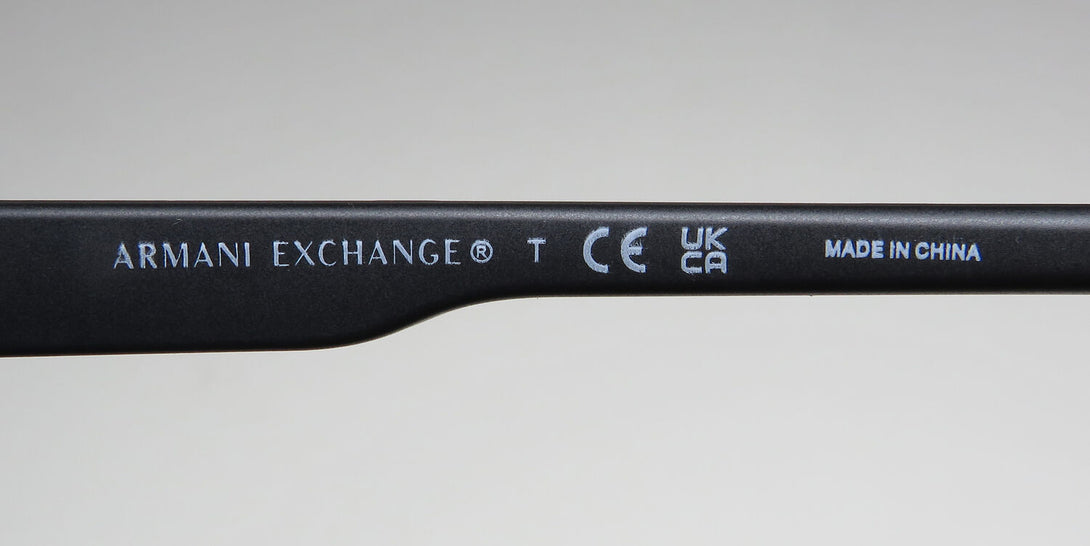 ARMANI EXCHANGE® T CE UK CA MADE IN CHINA